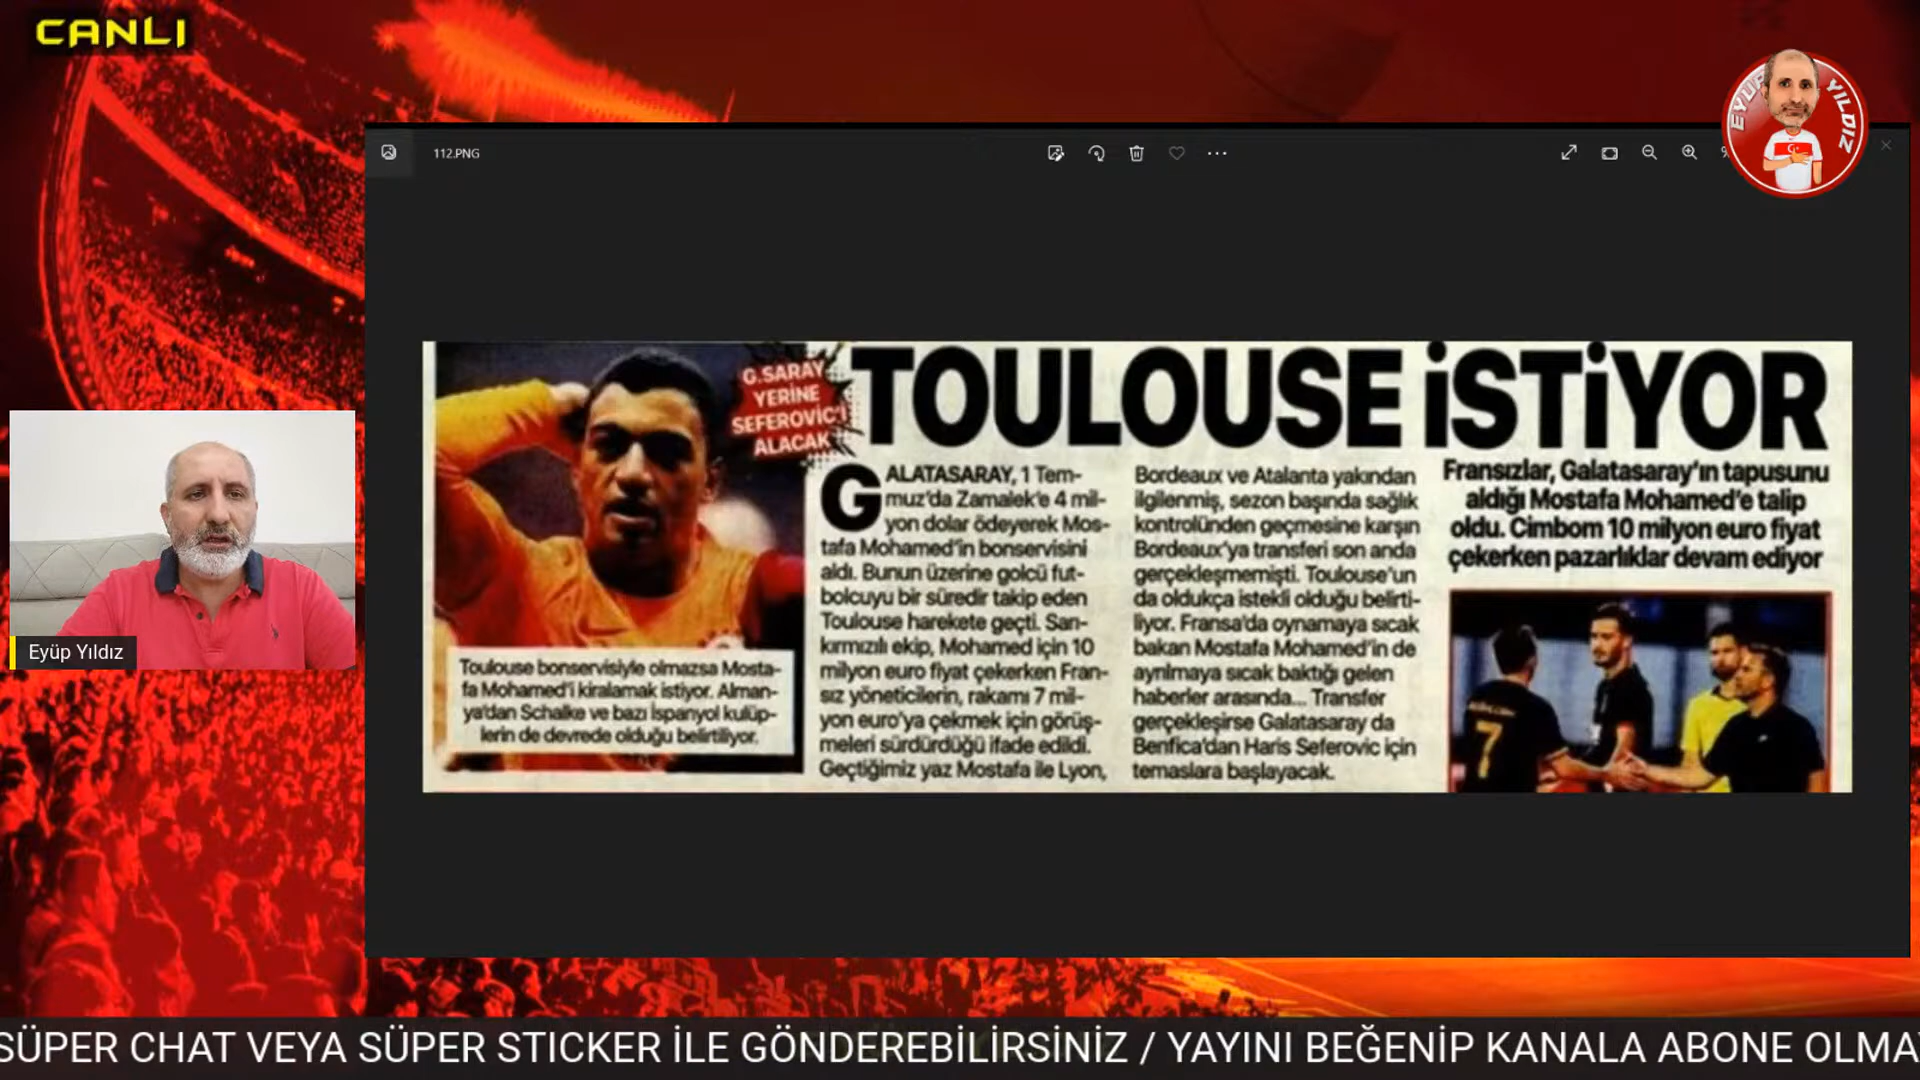 CANLI
EYÜP YILDIZ
112.PNG
G.SARAY
YERİNE
SEFEROVİC'İ
ALACAK
TOULOUSE İSTİYOR
GALATASARAY, 1 Tem-
muz'da Zamalek'e 4 mil-
yon dolar ödeyerek Mos-
tafa Mohamed'in bonservisini
aldı. Bunun üzerine golcü fut-
bolcuyu bir süredir takip eden
Toulouse harekete geçti. Sarı-
kırmızılı ekip, Mohamed için 10
milyon euro fiyat çekerken Fran-
sız yöneticilerin, rakamı 7 mil-
yon euro'ya çekmek için görüş-
meleri sürdürdüğü ifade edildi.
Geçtiğimiz yaz Mostafa ile Lyon,
Bordeaux ve Atalanta yakından
ilgilenmiş, sezon başında sağlık
kontrolünden geçmesine karşın
Bordeaux'ya transferi son anda
gerçekleşmemişti. Toulouse'un
da oldukça istekli olduğu belirti-
liyor. Fransa'da oynamaya sıcak
bakan Mostafa Mohamed'in de
ayrılmaya sıcak baktığı gelen
haberler arasında... Transfer
gerçekleşirse Galatasaray da
Benfica'dan Haris Seferovic için
temaslara başlayacak.
Fransızlar, Galatasaray'ın tapusunu
aldığı Mostafa Mohamed'e talip
oldu. Cimbom 10 milyon euro fiyat
çekerken pazarlıklar devam ediyor
Toulouse bonservisiyle olmazsa Mosta-
fa Mohamed'i kiralamak istiyor. Alman-
ya'dan Schalke ve bazı İspanyol kulüp-
lerin de devrede olduğu belirtiliyor.
7
Eyüp Yıldız
SÜPER CHAT VEYA SÜPER STICKER İLE GÖNDEREBİLİRSİNİZ / YAYINI BEĞENİP KANALA ABONE OLMA